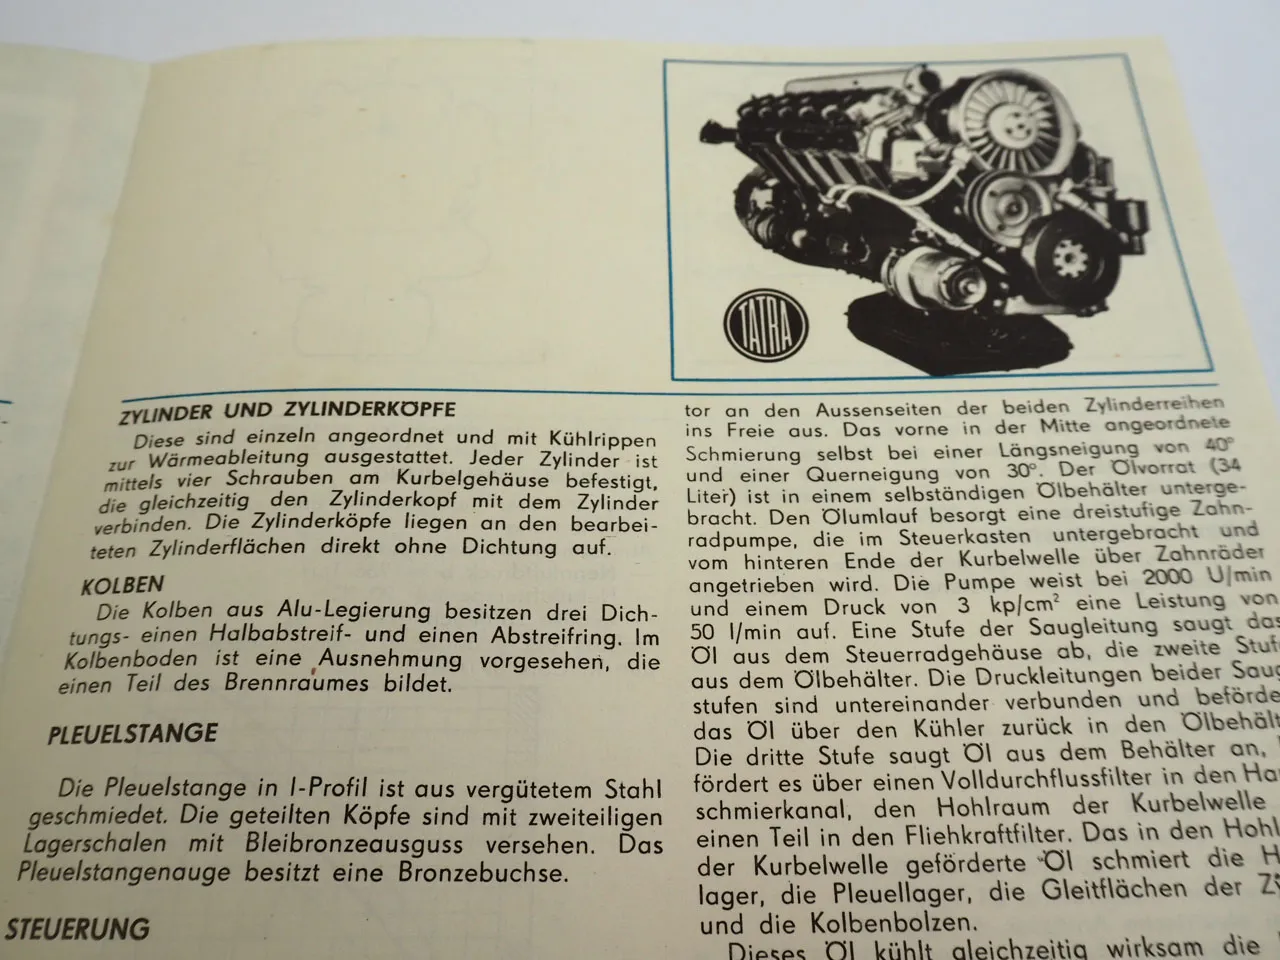 TATRA
ZYLINDER UND ZYLINDERKÖPFE
Diese sind einzeln angeordnet und mit Kühlrippen
zur Wärmeableitung ausgestattet. Jeder Zylinder ist
mittels vier Schrauben am Kurbelgehäuse befestigt,
die gleichzeitig den Zylinderkopf mit dem Zylinder
verbinden. Die Zylinderköpfe liegen an den bearbei-
teten Zylinderflächen direkt ohne Dichtung auf.
KOLBEN
Die Kolben aus Alu-Legierung besitzen drei Dich-
tungs- einen Halbabstreif- und einen Abstreifring. Im
Kolbenboden ist eine Ausnehmung vorgesehen, die
einen Teil des Brennraumes bildet.
PLEUELSTANGE
Die Pleuelstange in I-Profil ist aus vergütetem Stahl
geschmiedet. Die geteilten Köpfe sind mit zweiteiligen
Lagerschalen mit Bleibronzeausguss versehen. Das
Pleuelstangenauge besitzt eine Bronzebuchse.
STEUERUNG
tor an den Aussenseiten der beiden Zylinderreihen
ins Freie aus. Das vorne in der Mitte angeordnete
Schmierung selbst bei einer Längsneigung von 40°
und einer Querneigung von 30°. Der Ölvorrat (34
Liter) ist in einem selbständigen Ölbehälter unterge-
bracht. Den Ölumlauf besorgt eine dreistufige Zahn-
radpumpe, die im Steuerkasten untergebracht und
vom hinteren Ende der Kurbelwelle über Zahnräder
angetrieben wird. Die Pumpe weist bei 2000 U/min
und einem Druck von 3 kp/cm² eine Leistung von
50 l/min auf. Eine Stufe der Saugleitung saugt das
Öl aus dem Steuerradgehäuse ab, die zweite Stufe
aus dem Ölbehälter. Die Druckleitungen beider Saug
stufen sind untereinander verbunden und beförde
das Öl über den Kühler zurück in den Ölbehält
Die dritte Stufe saugt Öl aus dem Behälter an,
fördert es über einen Volldurchflussfilter in den Ha
schmierkanal, den Hohlraum der Kurbelwelle
einen Teil in den Fliehkraftfilter. Das in den Hohl
der Kurbelwelle geförderte Öl schmiert die H
lager, die Pleuellager, die Gleitflächen der Zy
und die Kolbenbolzen.
Dieses Öl kühlt gleichzeitig wirksam die